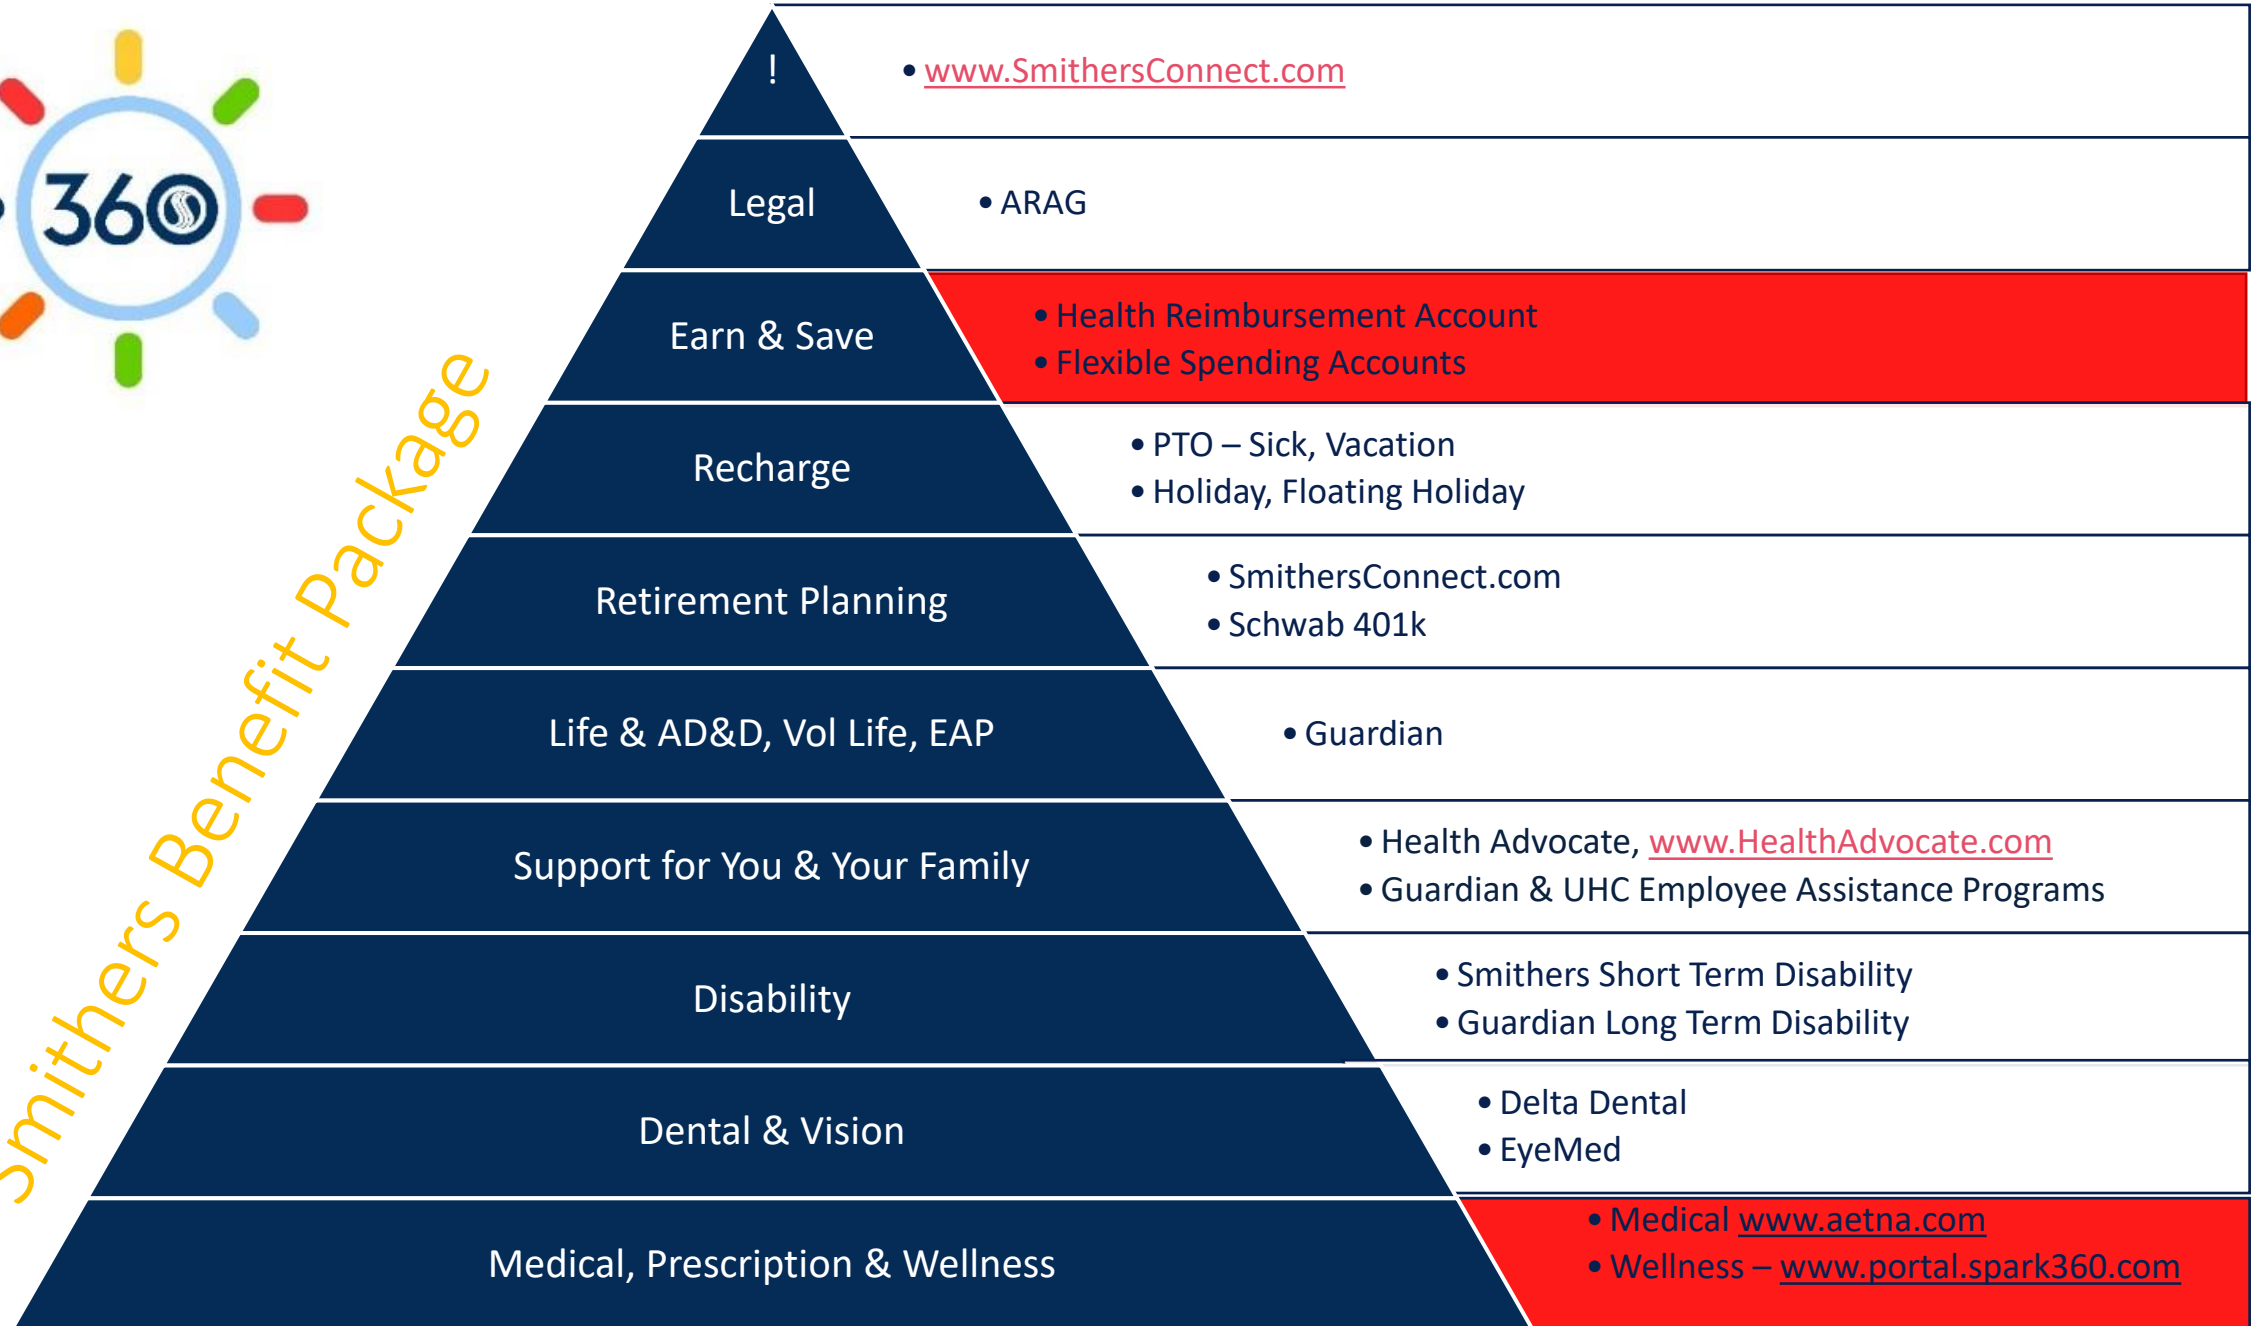 360
Smithers Benefit Package
!
• www.SmithersConnect.com
Legal
• ARAG
Earn & Save
• Health Reimbursement Account
• Flexible Spending Accounts
Recharge
• PTO – Sick, Vacation
• Holiday, Floating Holiday
Retirement Planning
• SmithersConnect.com
• Schwab 401k
Life & AD&D, Vol Life, EAP
• Guardian
Support for You & Your Family
• Health Advocate, www.HealthAdvocate.com
• Guardian & UHC Employee Assistance Programs
Disability
• Smithers Short Term Disability
• Guardian Long Term Disability
Dental & Vision
• Delta Dental
• EyeMed
Medical, Prescription & Wellness
• Medical www.aetna.com
• Wellness – www.portal.spark360.com